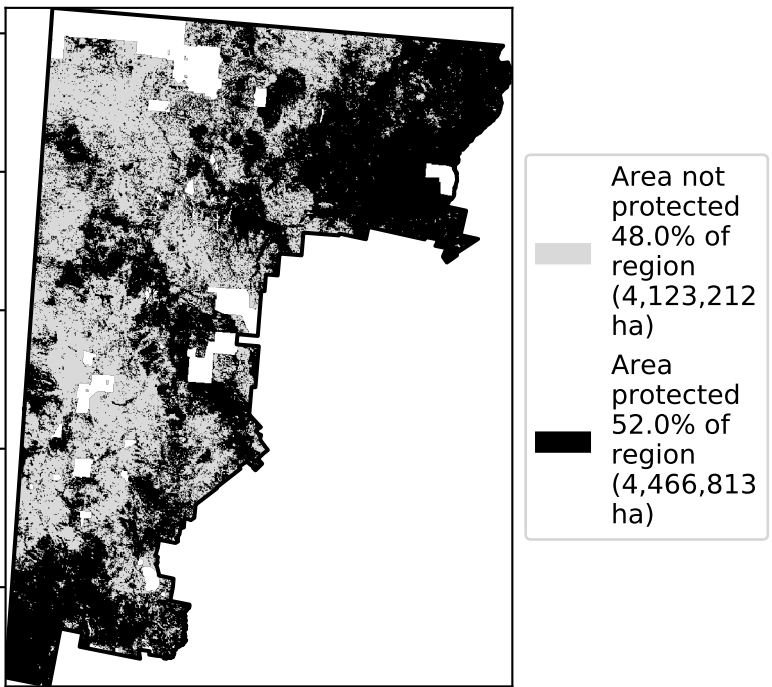 Area not
protected
48.0% of
region
(4,123,212
ha)
Area
protected
52.0% of
region
(4,466,813
ha)